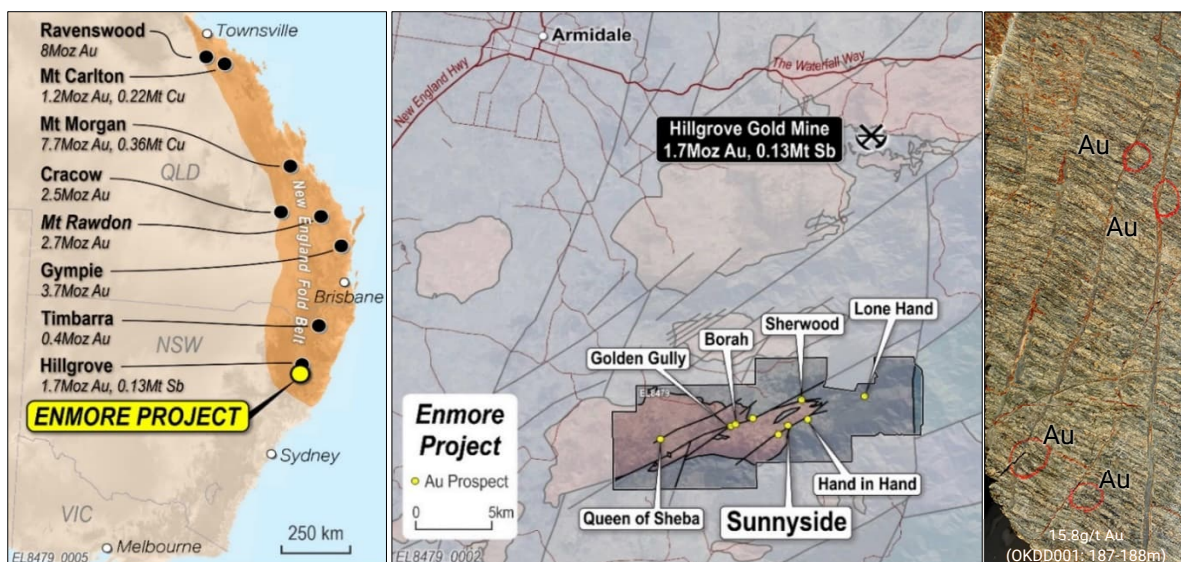 Ravenswood
8Moz Au
Mt Carlton
1.2Moz Au, 0.22Mt Cu
Mt Morgan
7.7Moz Au, 0.36Mt Cu
Cracow
2.5Moz Au
Mt Rawdon
2.7Moz Au
Gympie
3.7Moz Au
Timbarra
0.4Moz Au
Hillgrove
1.7Moz Au, 0.13Mt Sb
ENMORE PROJECT
Townsville
QLD
New England Fold Belt
Brisbane
NSW
Sydney
VIC
Melbourne
250 km
EL8479_0005
Armidale
New England Hwy
The Waterfall Way
Hillgrove Gold Mine
1.7Moz Au, 0.13Mt Sb
Lone Hand
Sherwood
Borah
Golden Gully
EL8479
Enmore
Project
Au Prospect
0 5km
Queen of Sheba
Sunnyside
Hand in Hand
EL8479_0002
Au
Au
Au
Au
15.8g/t Au
(OKDD001: 187-188m)